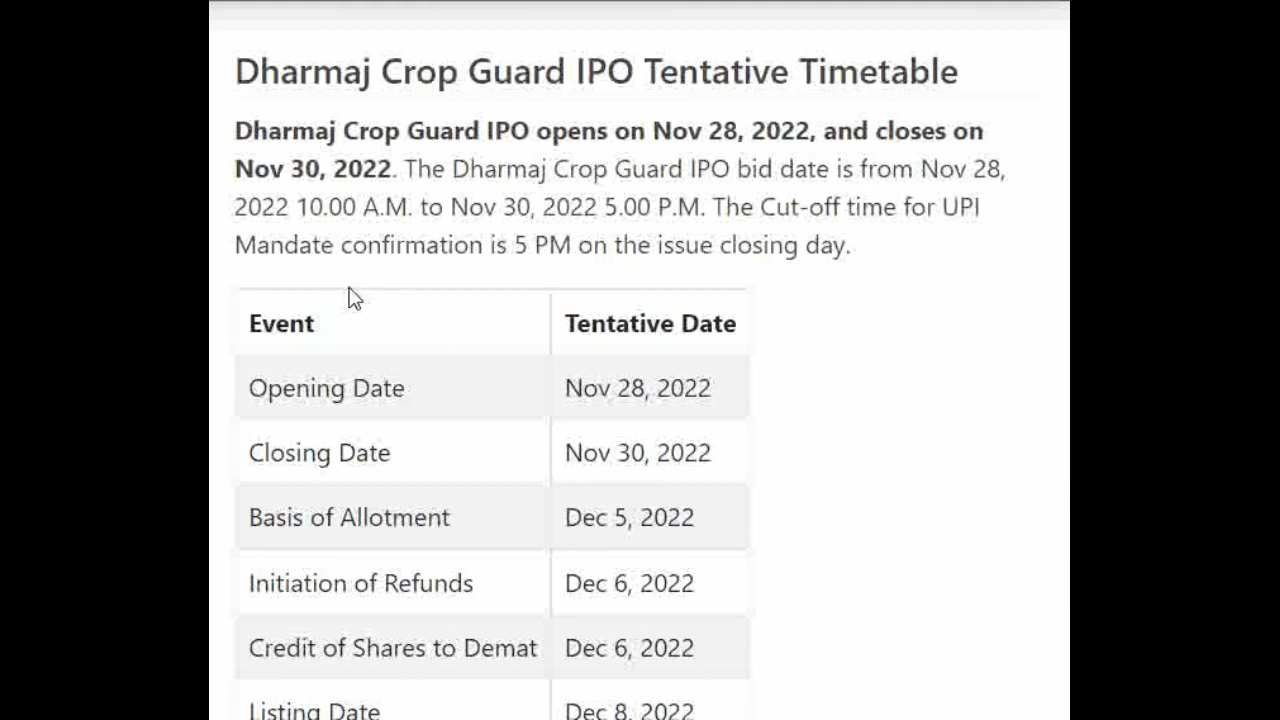 Dharmaj Crop Guard IPO Tentative Timetable
Dharmaj Crop Guard IPO opens on Nov 28, 2022, and closes on
Nov 30, 2022. The Dharmaj Crop Guard IPO bid date is from Nov 28,
2022 10.00 A.M. to Nov 30, 2022 5.00 P.M. The Cut-off time for UPI
Mandate confirmation is 5 PM on the issue closing day.
Event Tentative Date
Opening Date Nov 28, 2022
Closing Date Nov 30, 2022
Basis of Allotment Dec 5, 2022
Initiation of Refunds Dec 6, 2022
Credit of Shares to Demat Dec 6, 2022
Listing Date Dec 8, 2022